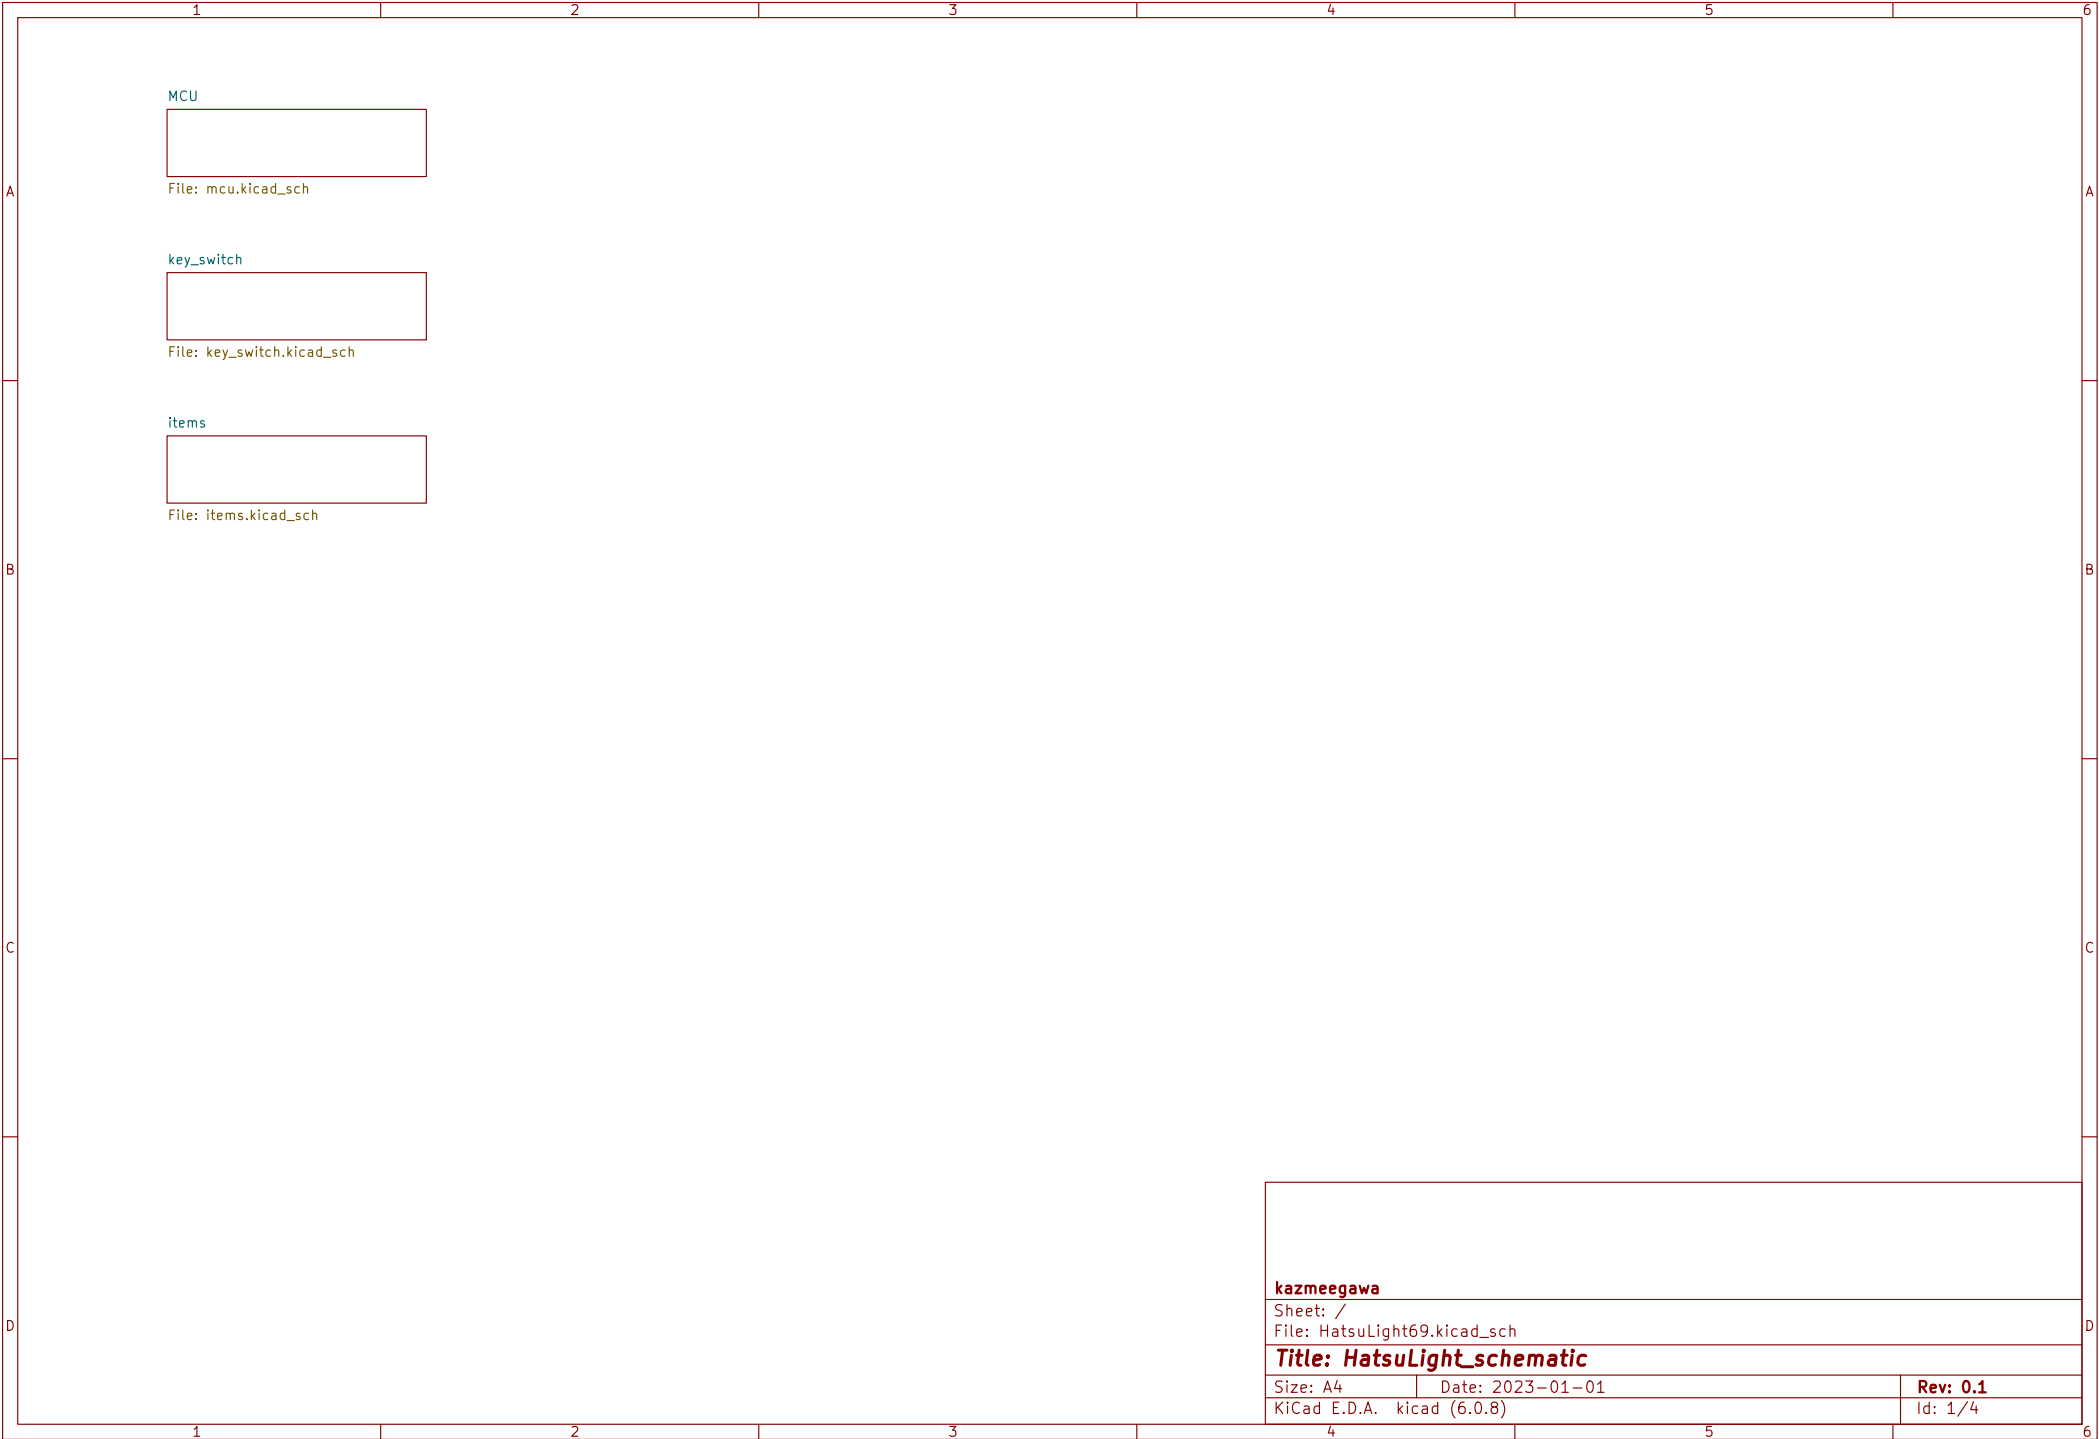 1 2 3 4 5 6
MCU
File: mcu.kicad_sch
A A
key_switch
File: key_switch.kicad_sch
items
File: items.kicad_sch
B B
C C
kazmeegawa
Sheet: /
File: HatsuLight69.kicad_sch
D D
Title: HatsuLight_schematic
Size: A4 Date: 2023-01-01 Rev: 0.1
KiCad E.D.A. kicad (6.0.8) Id: 1/4
1 2 3 4 5 6